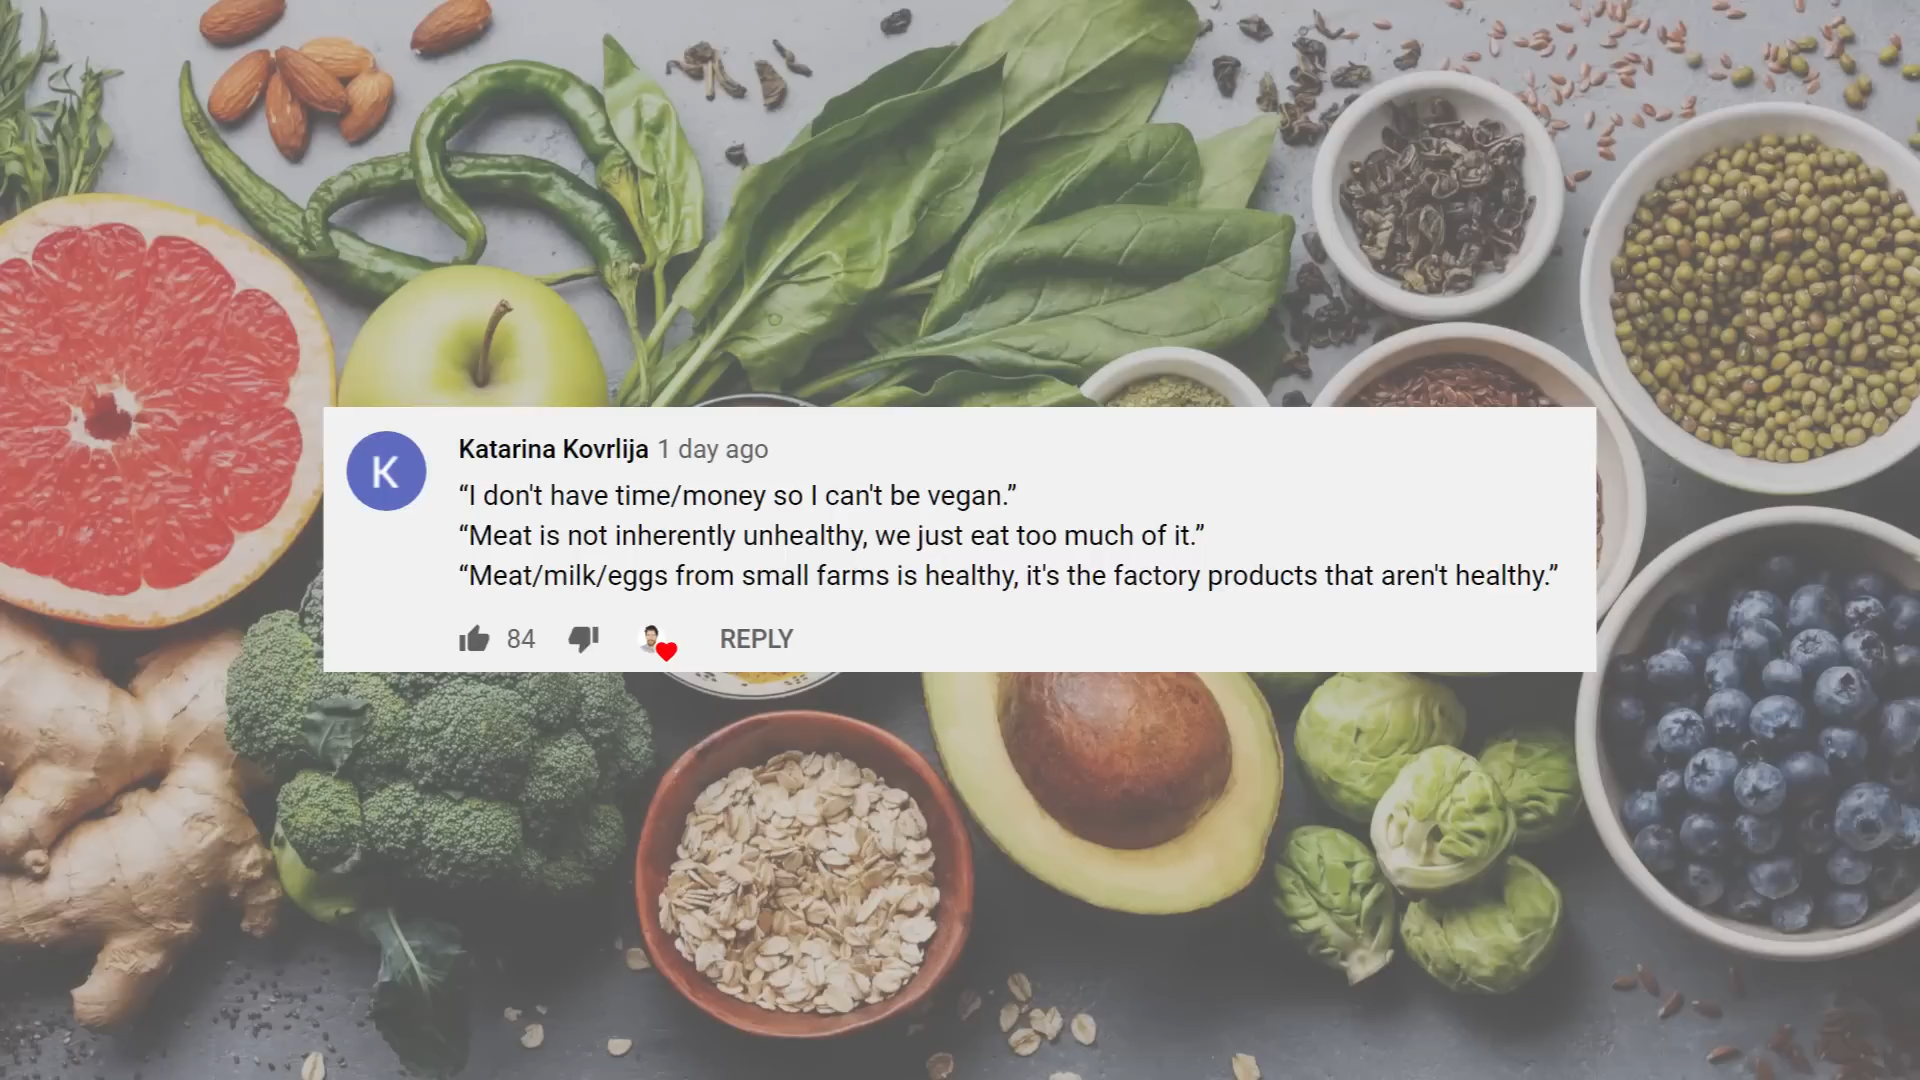 K
Katarina Kovrlija 1 day ago
“I don't have time/money so I can't be vegan.”
“Meat is not inherently unhealthy, we just eat too much of it.”
“Meat/milk/eggs from small farms is healthy, it's the factory products that aren't healthy.”
84 REPLY